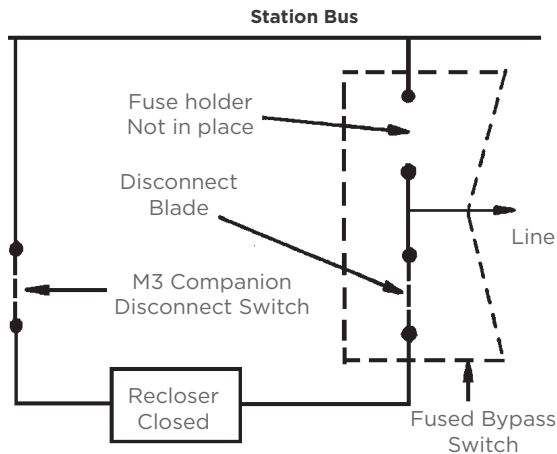 Station Bus
Fuse holder
Not in place
Disconnect
Blade
Line
M3 Companion
Disconnect Switch
Recloser
Closed
Fused Bypass
Switch